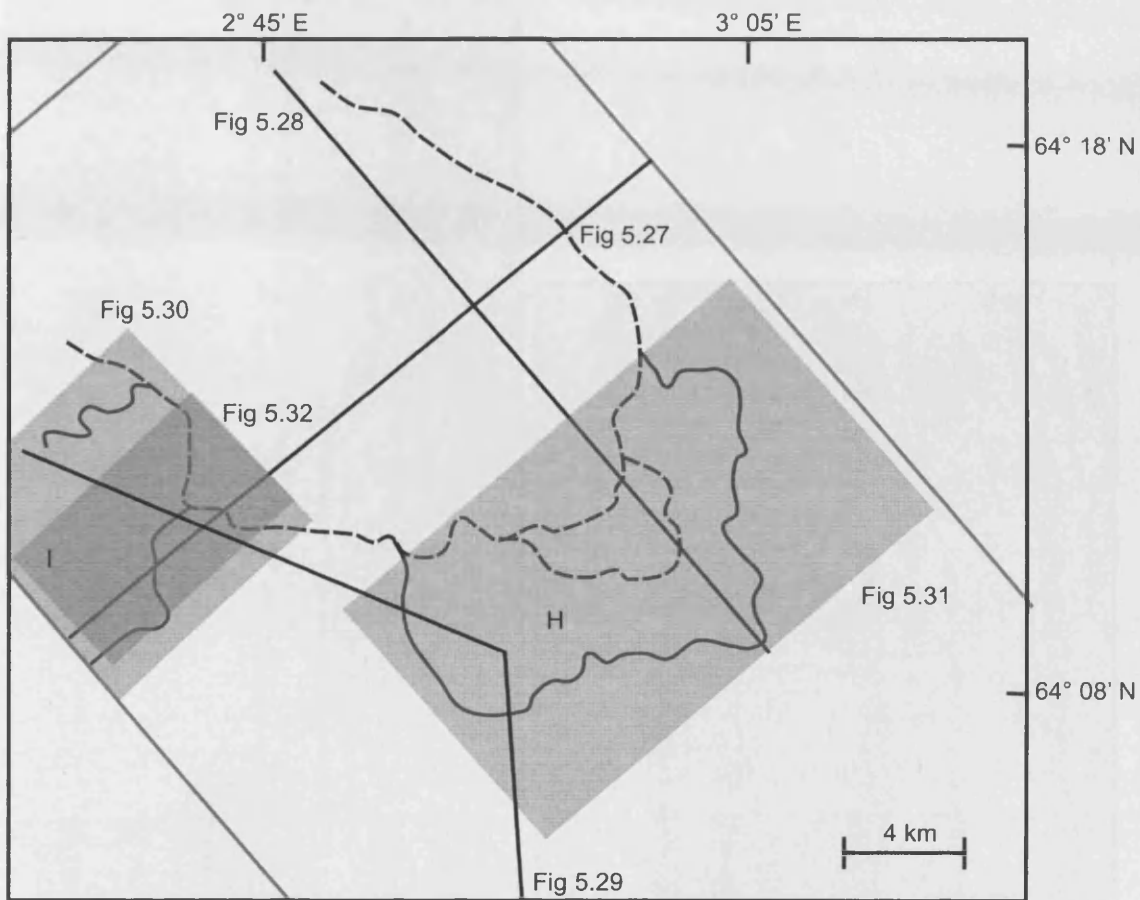 2° 45' E
3° 05' E
Fig 5.28
64° 18' N
Fig 5.27
Fig 5.30
Fig 5.32
I
Fig 5.31
H
64° 08' N
4 km
Fig 5.29